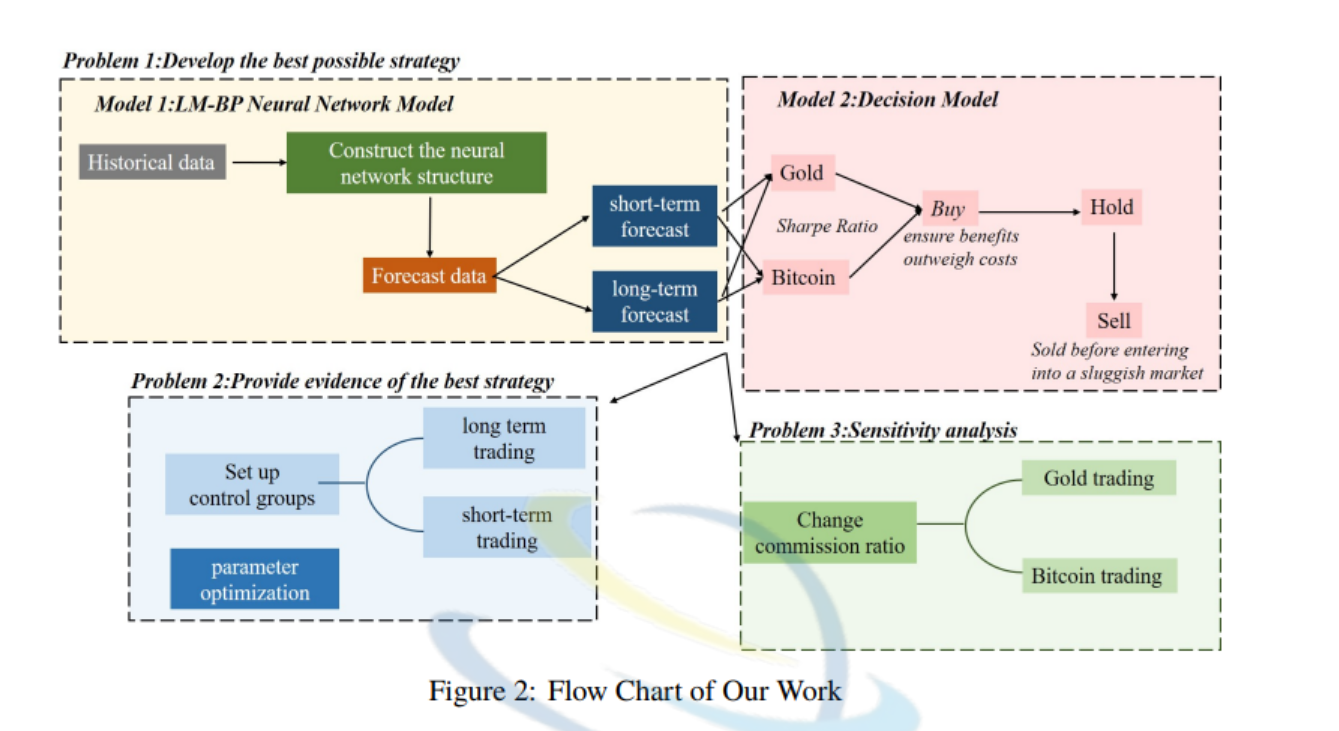 Problem 1:Develop the best possible strategy
Model 1:LM-BP Neural Network Model
Historical data
Construct the neural
network structure
Forecast data
short-term
forecast
long-term
forecast
Model 2:Decision Model
Gold
Sharpe Ratio
Bitcoin
Buy
ensure benefits
outweigh costs
Hold
Sell
Sold before entering
into a sluggish market
Problem 2:Provide evidence of the best strategy
Set up
control groups
long term
trading
short-term
trading
parameter
optimization
Problem 3:Sensitivity analysis
Change
commission ratio
Gold trading
Bitcoin trading
Figure 2: Flow Chart of Our Work